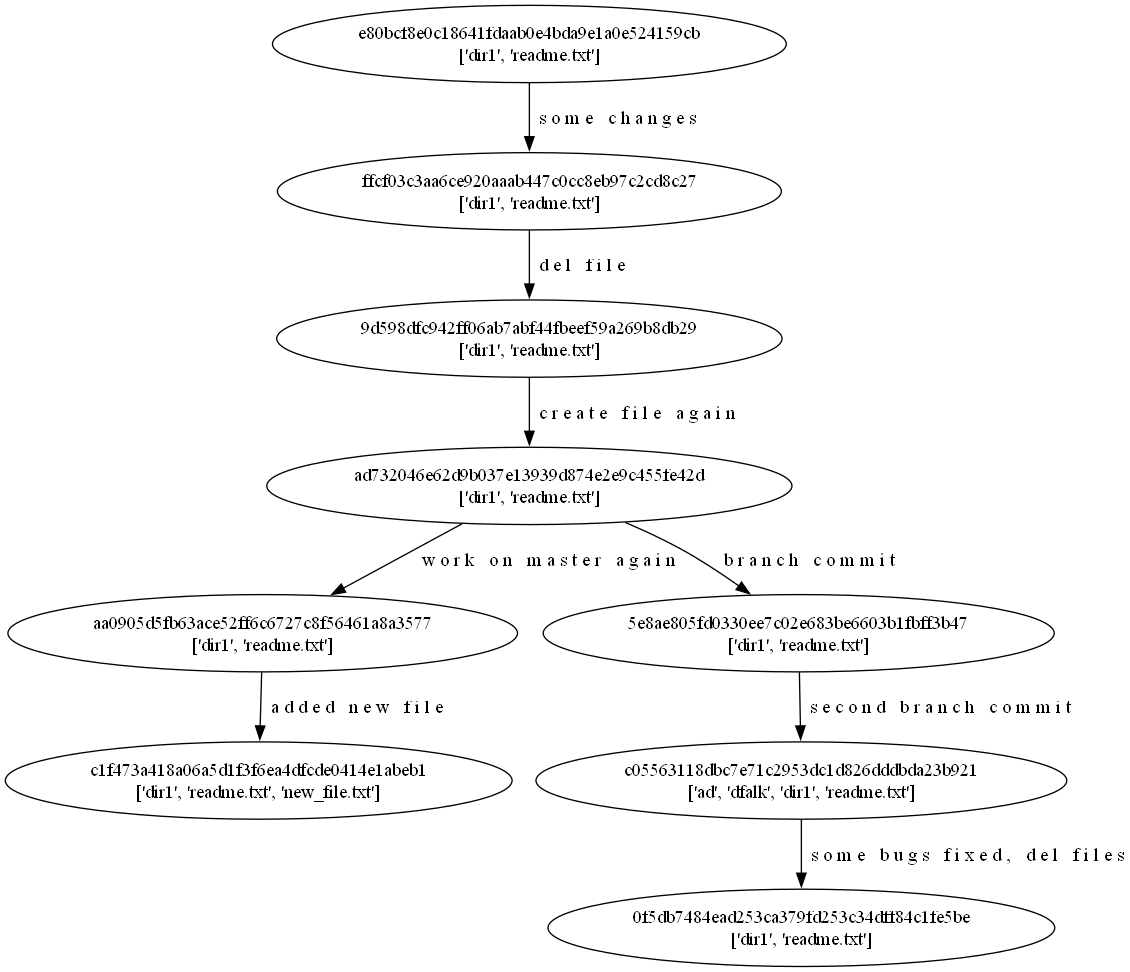 e80bcf8e0c18641fdaab0e4bda9e1a0e524159cb
['dir1', 'readme.txt']
some changes
ffcf03c3aa6ce920aaab447c0cc8eb97c2cd8c27
['dir1', 'readme.txt']
del file
9d598dfc942ff06ab7abf44fbeef59a269b8db29
['dir1', 'readme.txt']
create file again
ad732046e62d9b037e13939d874e2e9c455fe42d
['dir1', 'readme.txt']
work on master again
branch commit
aa0905d5fb63ace52ff6c6727c8f56461a8a3577
['dir1', 'readme.txt']
5e8ae805fd0330ee7c02e683be6603b1fbff3b47
['dir1', 'readme.txt']
added new file
second branch commit
c1f473a418a06a5d1f3f6ea4dfcde0414e1abeb1
['dir1', 'readme.txt', 'new_file.txt']
c05563118dbc7e71c2953dc1d826dddbda23b921
['ad', 'dfalk', 'dir1', 'readme.txt']
some bugs fixed, del files
0f5db7484ead253ca379fd253c34dff84c1fe5be
['dir1', 'readme.txt']